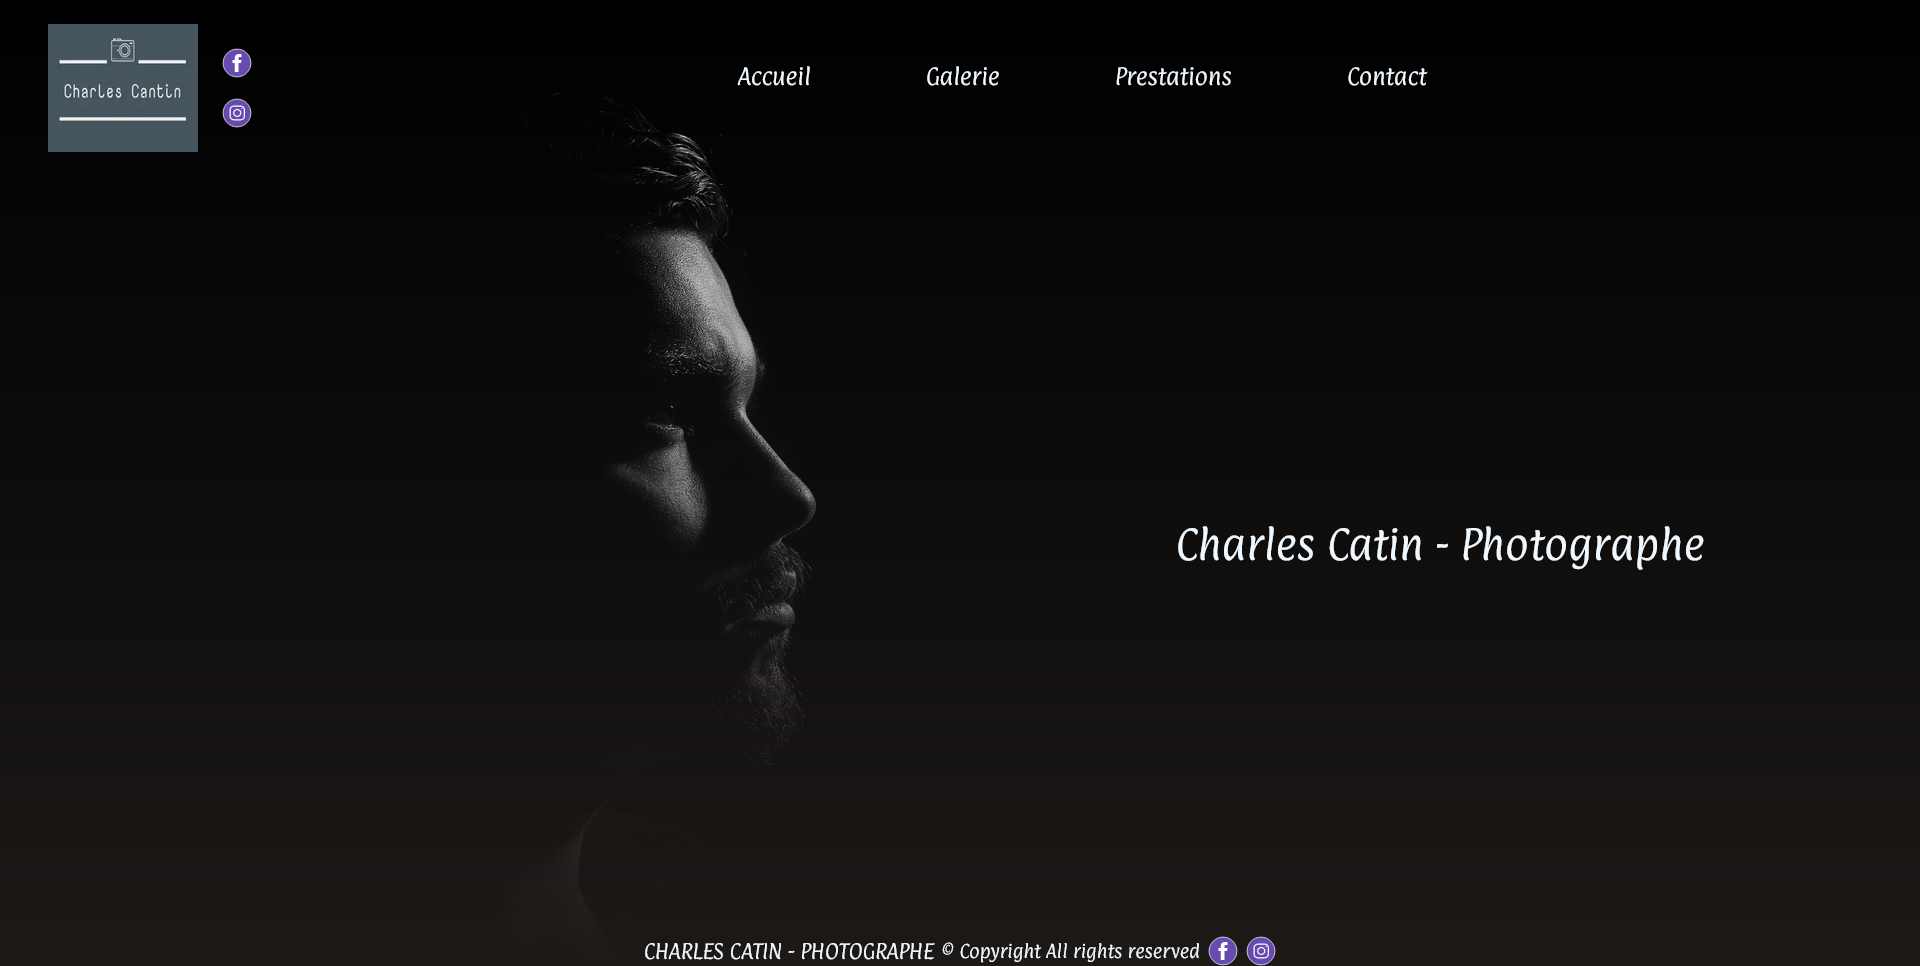 Charles Cantin
Accueil
Galerie
Prestations
Contact
Charles Catin - Photographe
CHARLES CATIN - PHOTOGRAPHE © Copyright All rights reserved